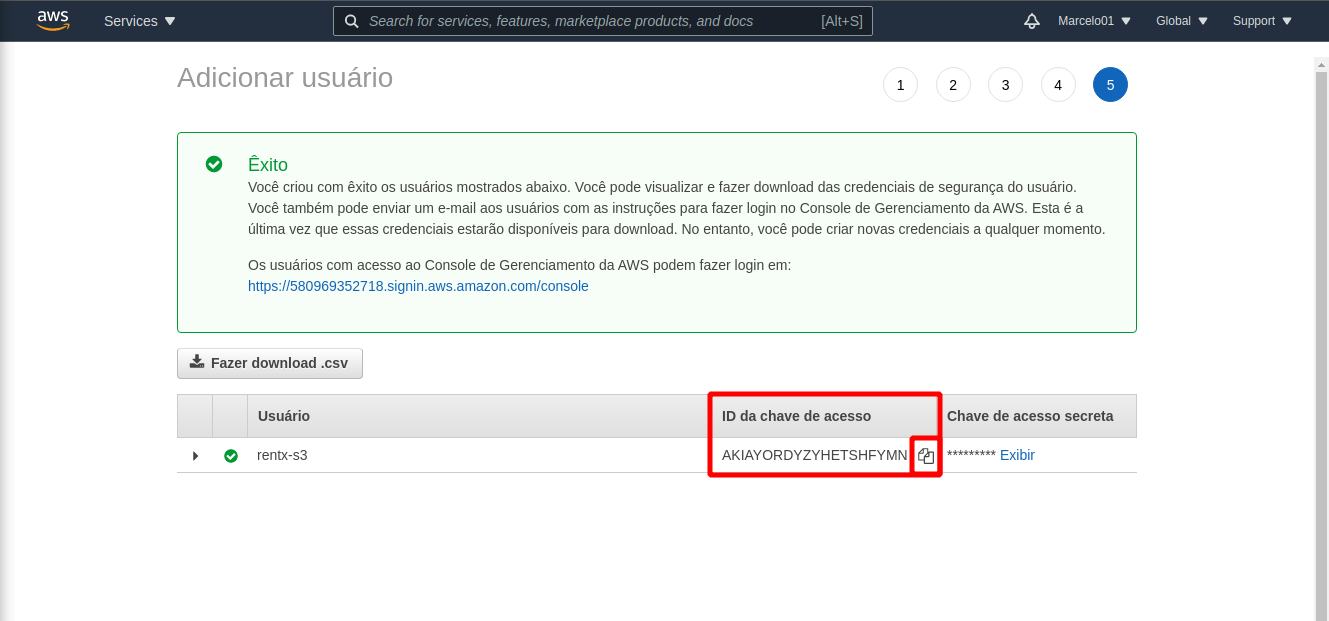 aws
Services
Search for services, features, marketplace products, and docs
[Alt+S]
Marcelo01
Global
Support
Adicionar usuário
1
2
3
4
5
Êxito
Você criou com êxito os usuários mostrados abaixo. Você pode visualizar e fazer download das credenciais de segurança do usuário.
Você também pode enviar um e-mail aos usuários com as instruções para fazer login no Console de Gerenciamento da AWS. Esta é a
última vez que essas credenciais estarão disponíveis para download. No entanto, você pode criar novas credenciais a qualquer momento.
Os usuários com acesso ao Console de Gerenciamento da AWS podem fazer login em:
https://580969352718.signin.aws.amazon.com/console
Fazer download .csv
Usuário
ID da chave de acesso
Chave de acesso secreta
rentx-s3
AKIAYORDYZYHETSHFYMN
********* Exibir